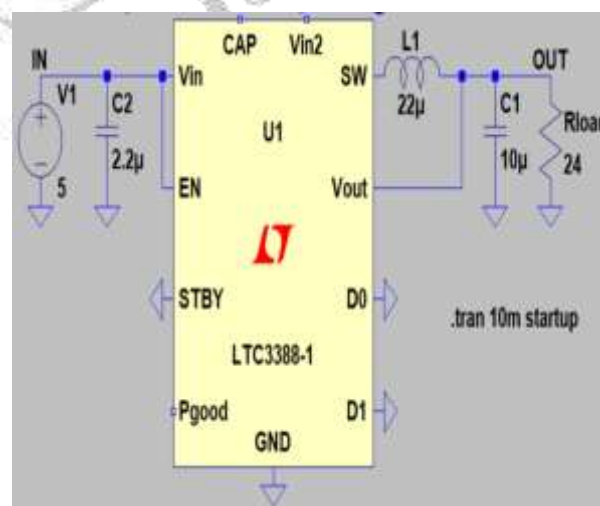 CAP Vin2
L1
IN OUT
Vin SW
V1 C2 C1
22µ
U1
2.2µ 10µ 24
5
EN Vout
STBY D0
.tran 10m startup
LTC3388-1
Pgood D1
GND